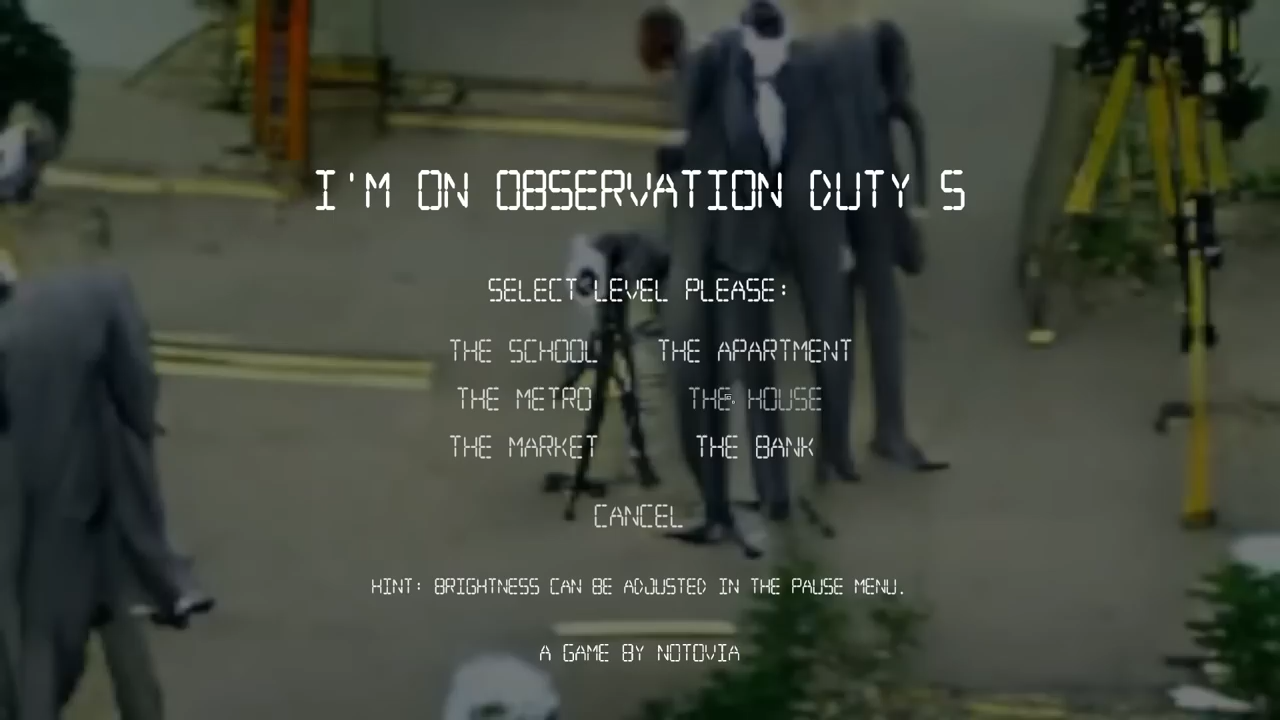 I'M ON OBSERVATION DUTY 5
SELECT LEVEL PLEASE:
THE SCHOOL THE APARTMENT
THE METRO THE HOUSE
THE MARKET THE BANK
CANCEL
HINT: BRIGHTNESS CAN BE ADJUSTED IN THE PAUSE MENU.
A GAME BY NOTOVIA